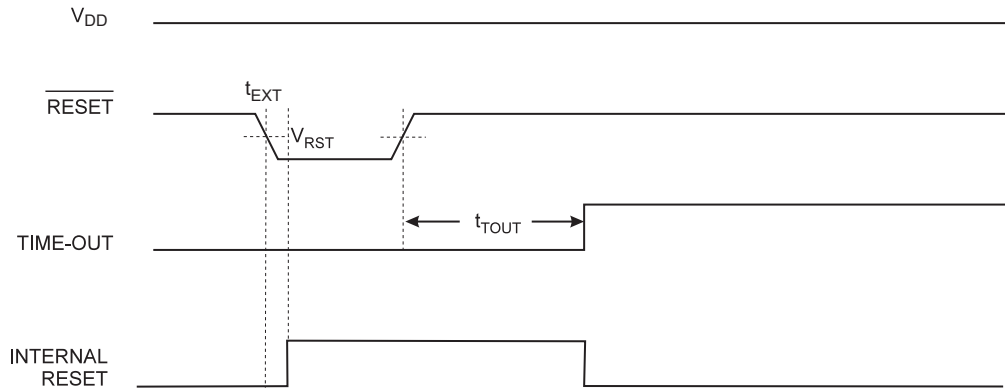 VDD
RESET
tEXT
VRST
tTOUT
TIME-OUT
INTERNAL
RESET